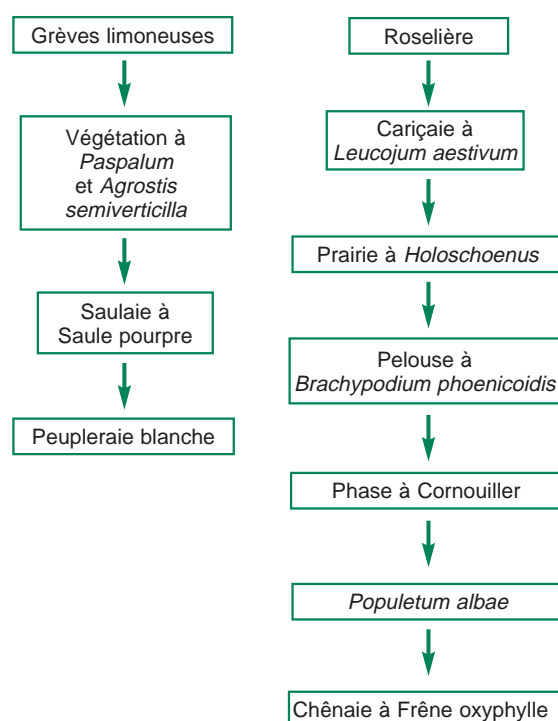 Grèves limoneuses
Végétation à
Paspalum
et Agrostis
semiverticilla
Saulaie à
Saule pourpre
Peupleraie blanche
Roselière
Cariçaie à
Leucojum aestivum
Prairie à Holoschoenus
Pelouse à
Brachypodium phoenicoidis
Phase à Cornouiller
Populetum albae
Chênaie à Frêne oxyphylle